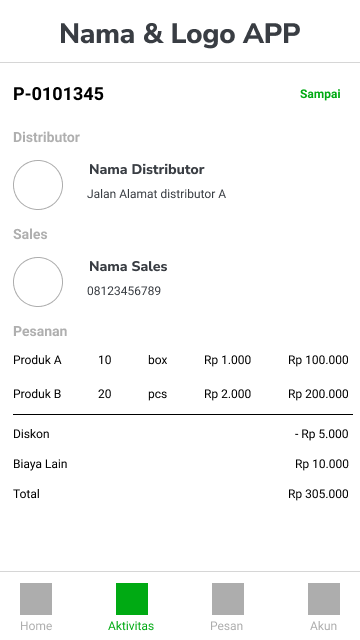 Nama & Logo APP
P-0101345 Sampai
Distributor
Nama Distributor
Jalan Alamat distributor A
Sales
Nama Sales
08123456789
Pesanan
Produk A 10 box Rp 1.000 Rp 100.000
Produk B 20 pcs Rp 2.000 Rp 200.000
Diskon - Rp 5.000
Biaya Lain Rp 10.000
Total Rp 305.000
Home Aktivitas Pesan Akun